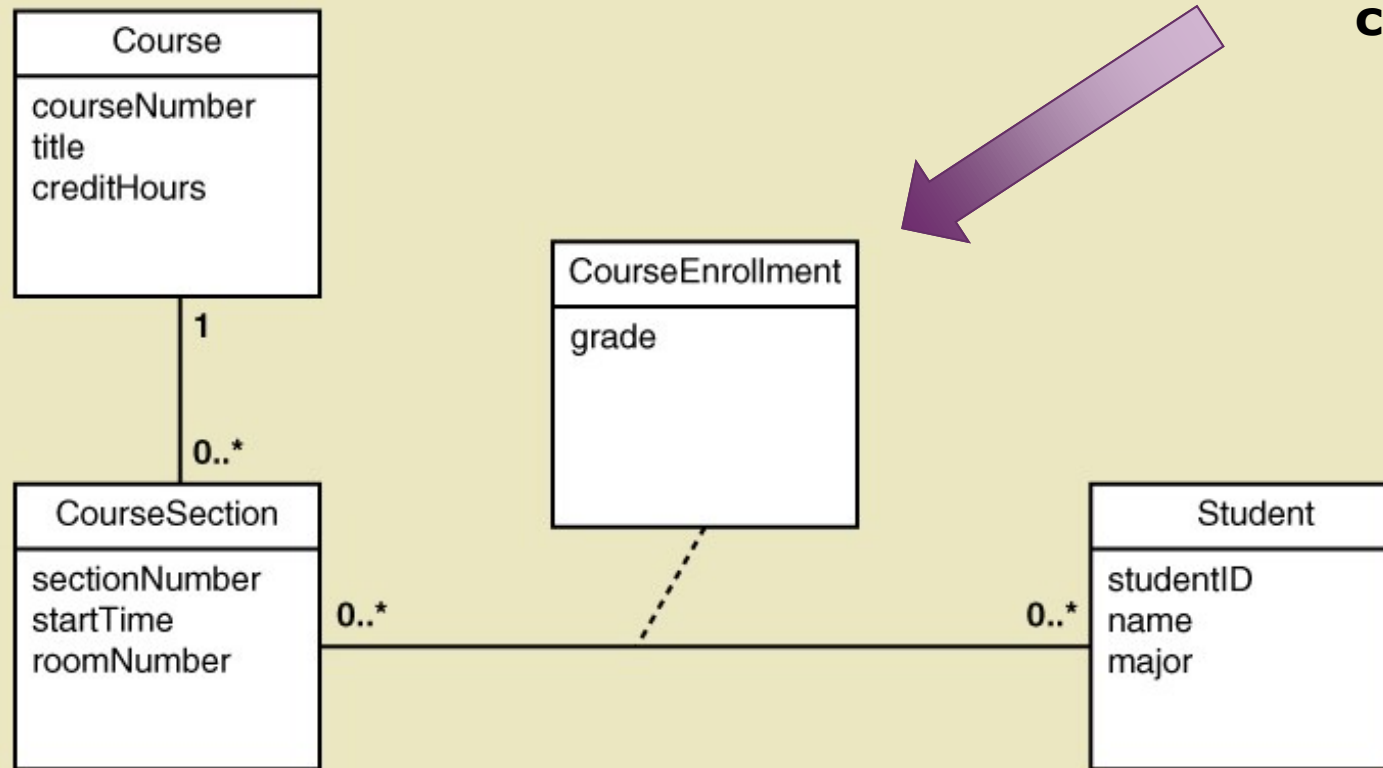 c
Course
courseNumber
title
creditHours
1
0..*
CourseEnrollment
grade
CourseSection
sectionNumber
startTime
roomNumber
0..*
0..*
Student
studentID
name
major